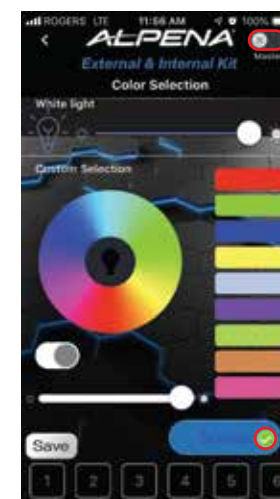 ROGERS LTE 11:56 AM 100%
ALPENA
Master
External & Internal Kit
Color Selection
White light
Custom Selection
Save
1 2 3 4 5